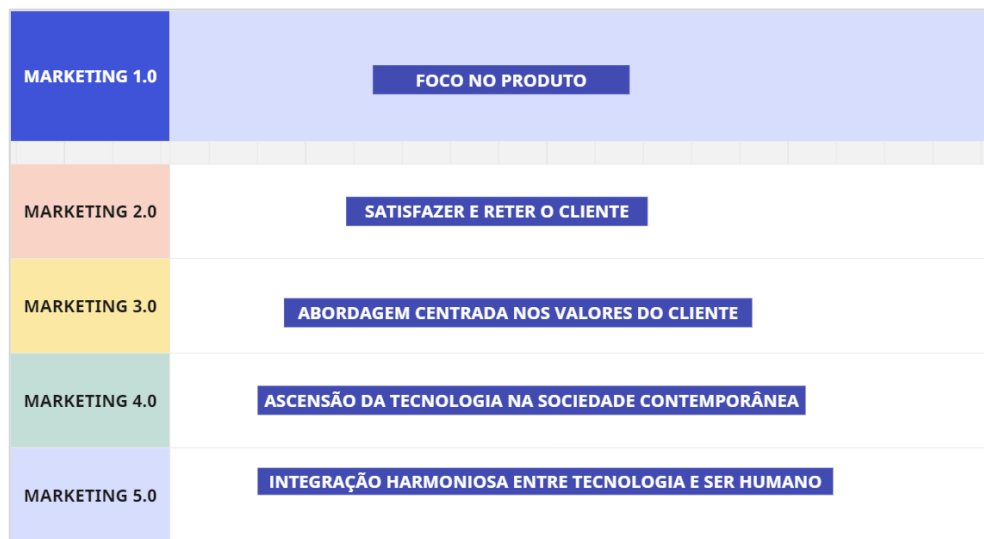 MARKETING 1.0
FOCO NO PRODUTO
MARKETING 2.0
SATISFAZER E RETER O CLIENTE
MARKETING 3.0
ABORDAGEM CENTRADA NOS VALORES DO CLIENTE
MARKETING 4.0
ASCENSÃO DA TECNOLOGIA NA SOCIEDADE CONTEMPORÂNEA
MARKETING 5.0
INTEGRAÇÃO HARMONIOSA ENTRE TECNOLOGIA E SER HUMANO